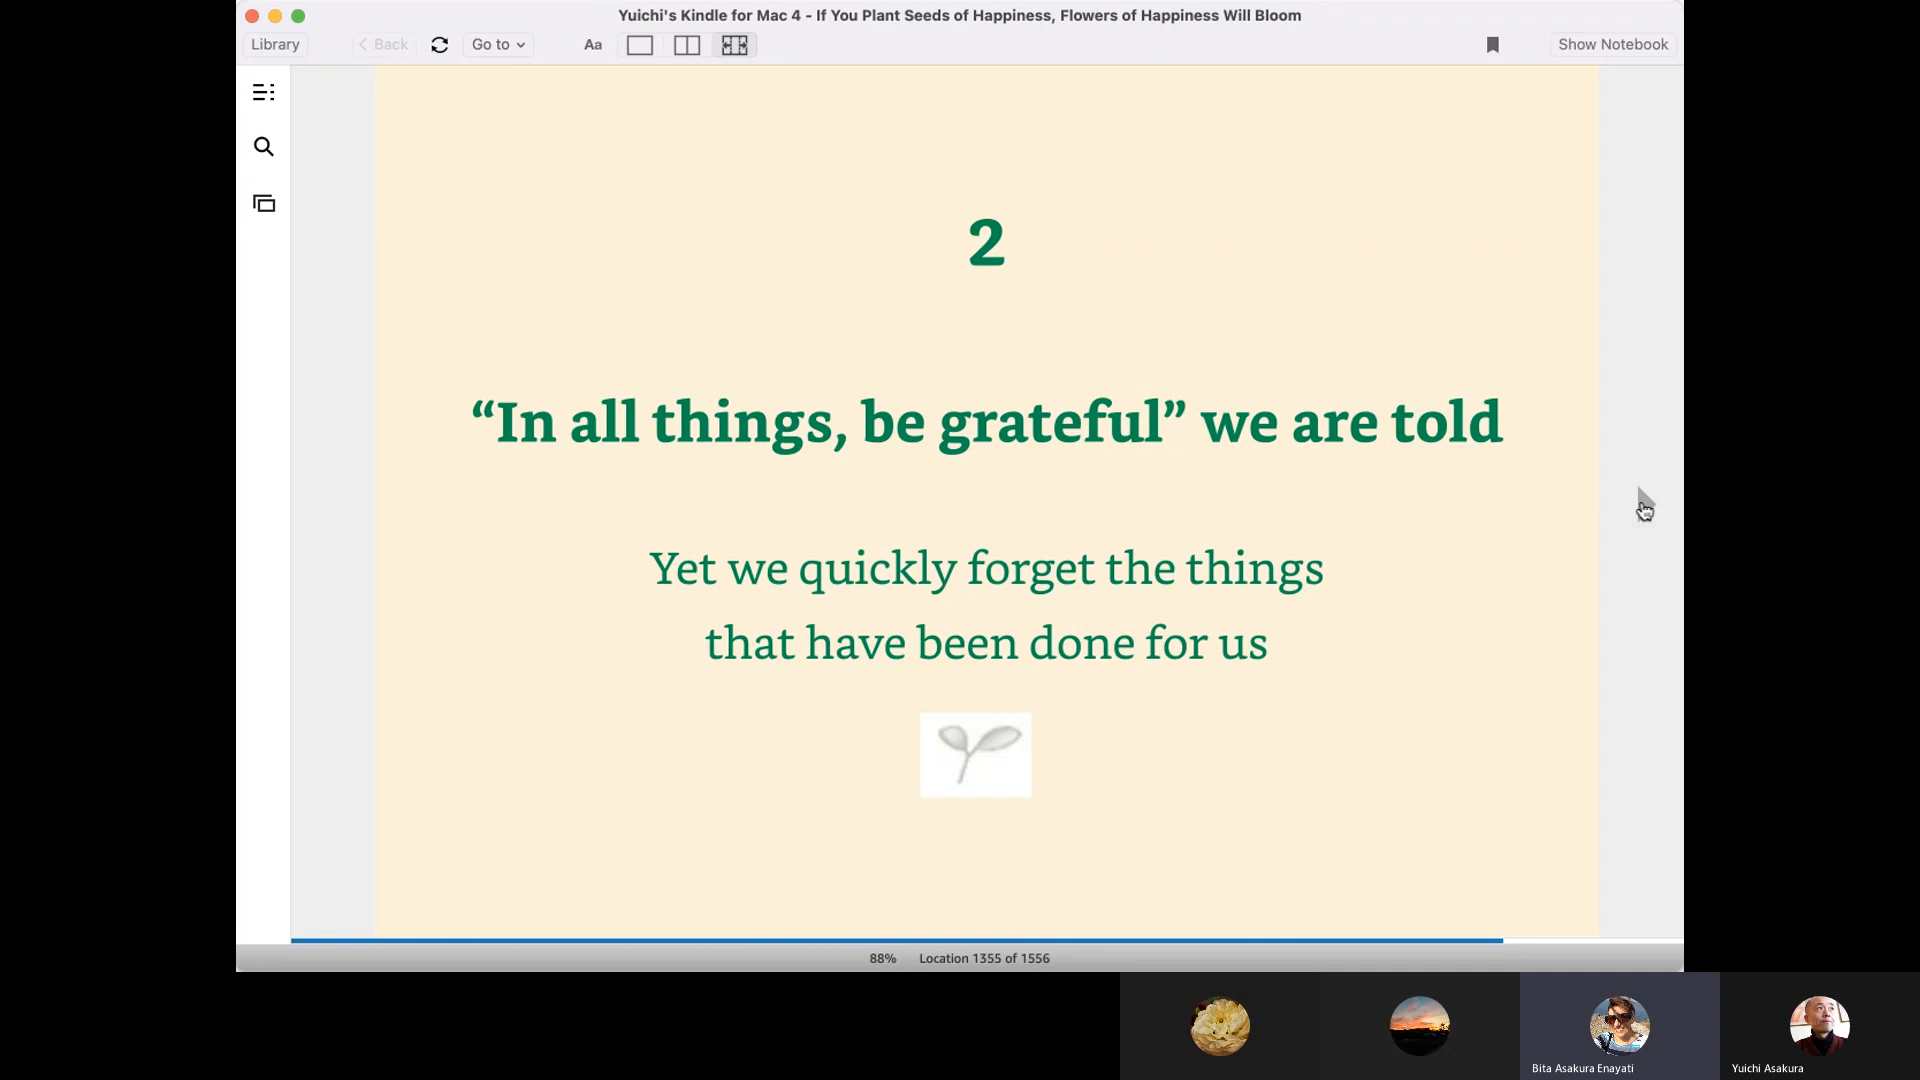 Yuichi's Kindle for Mac 4 - If You Plant Seeds of Happiness, Flowers of Happiness Will Bloom
Library
Back
Go to
Aa
Show Notebook
2
“In all things, be grateful” we are told
Yet we quickly forget the things
that have been done for us
88%
Location 1355 of 1556
Bita Asakura Enayati
Yuichi Asakura